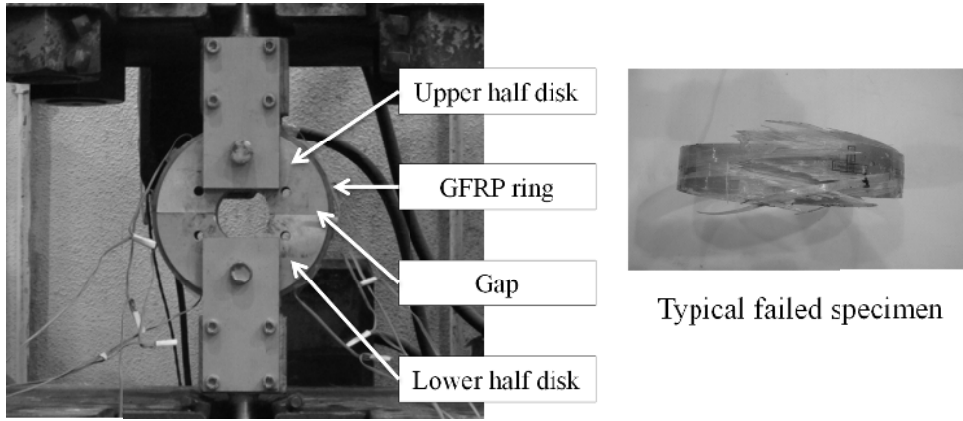 Upper half disk
GFRP ring
Gap
Lower half disk
Typical failed specimen